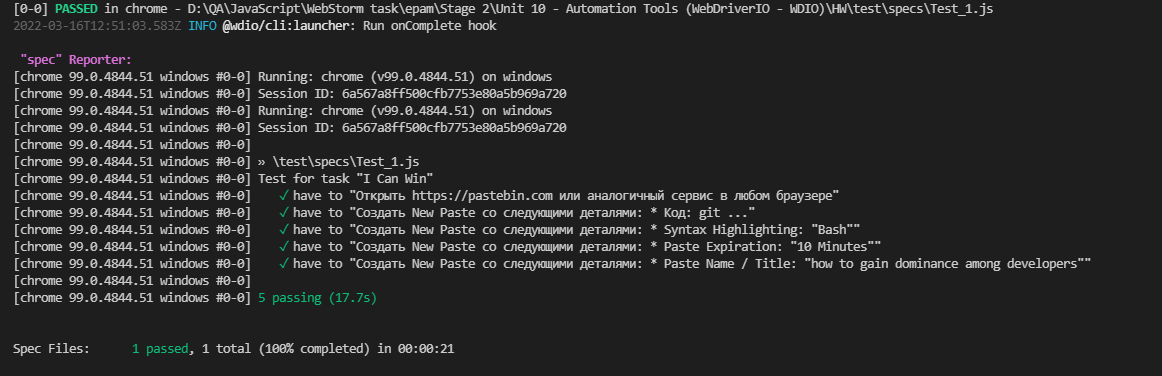 [0-0] PASSED in chrome - D:\QA\JavaScript\WebStorm task\epam\Stage 2\Unit 10 - Automation Tools (WebDriverIO - WDIO)\HW\test\specs\Test_1.js
2022-03-16T12:51:03.583Z INFO @wdio/cli:launcher: Run onComplete hook
"spec" Reporter:
[chrome 99.0.4844.51 windows #0-0] Running: chrome (v99.0.4844.51) on windows
[chrome 99.0.4844.51 windows #0-0] Session ID: 6a567a8ff500cfb7753e80a5b969a720
[chrome 99.0.4844.51 windows #0-0] Running: chrome (v99.0.4844.51) on windows
[chrome 99.0.4844.51 windows #0-0] Session ID: 6a567a8ff500cfb7753e80a5b969a720
[chrome 99.0.4844.51 windows #0-0]
[chrome 99.0.4844.51 windows #0-0] » \test\specs\Test_1.js
[chrome 99.0.4844.51 windows #0-0] Test for task "I Can Win"
[chrome 99.0.4844.51 windows #0-0]    ✓ have to "Открыть https://pastebin.com или аналогичный сервис в любом браузере"
[chrome 99.0.4844.51 windows #0-0]    ✓ have to "Создать New Paste со следующими деталями: * Код: git ..."
[chrome 99.0.4844.51 windows #0-0]    ✓ have to "Создать New Paste со следующими деталями: * Syntax Highlighting: "Bash""
[chrome 99.0.4844.51 windows #0-0]    ✓ have to "Создать New Paste со следующими деталями: * Paste Expiration: "10 Minutes""
[chrome 99.0.4844.51 windows #0-0]    ✓ have to "Создать New Paste со следующими деталями: * Paste Name / Title: "how to gain dominance among developers""
[chrome 99.0.4844.51 windows #0-0]
[chrome 99.0.4844.51 windows #0-0] 5 passing (17.7s)
Spec Files:      1 passed, 1 total (100% completed) in 00:00:21